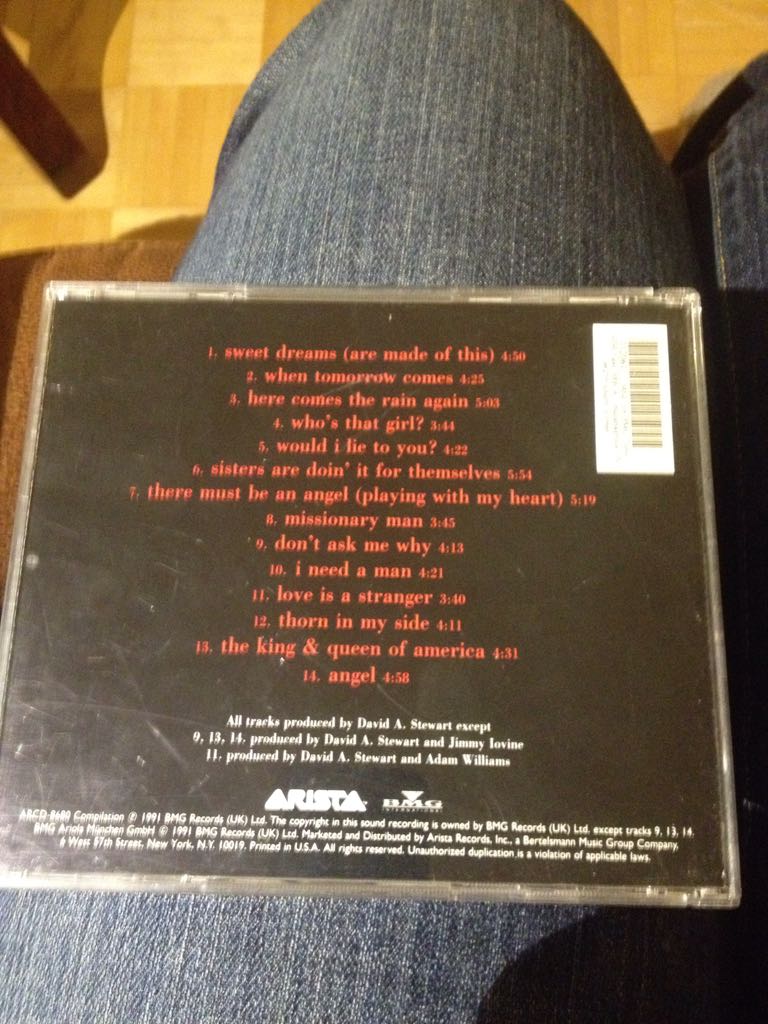 1. sweet dreams (are made of this) 4:50
2. when tomorrow comes 4:25
3. here comes the rain again 5:03
4. who's that girl? 3:44
5. would i lie to you? 4:22
6. sisters are doin' it for themselves 5:54
7. there must be an angel (playing with my heart) 5:19
8. missionary man 3:45
9. don't ask me why 4:13
10. i need a man 4:21
11. love is a stranger 3:40
12. thorn in my side 4:11
13. the king & queen of america 4:31
14. angel 4:58
All tracks produced by David A. Stewart except
9, 13, 14. produced by David A. Stewart and Jimmy Iovine
11. produced by David A. Stewart and Adam Williams
ARISTA BMG
INTERNATIONAL
ARCD-8680 Compilation ℗ 1991 BMG Records (UK) Ltd. The copyright in this sound recording is owned by BMG Records (UK) Ltd. except tracks 9, 13, 14.
BMG Ariola München GmbH © 1991 BMG Records (UK) Ltd. Marketed and Distributed by Arista Records, Inc., a Bertelsmann Music Group Company,
6 West 57th Street, New York, N.Y. 10019. Printed in U.S.A. All rights reserved. Unauthorized duplication is a violation of applicable laws.